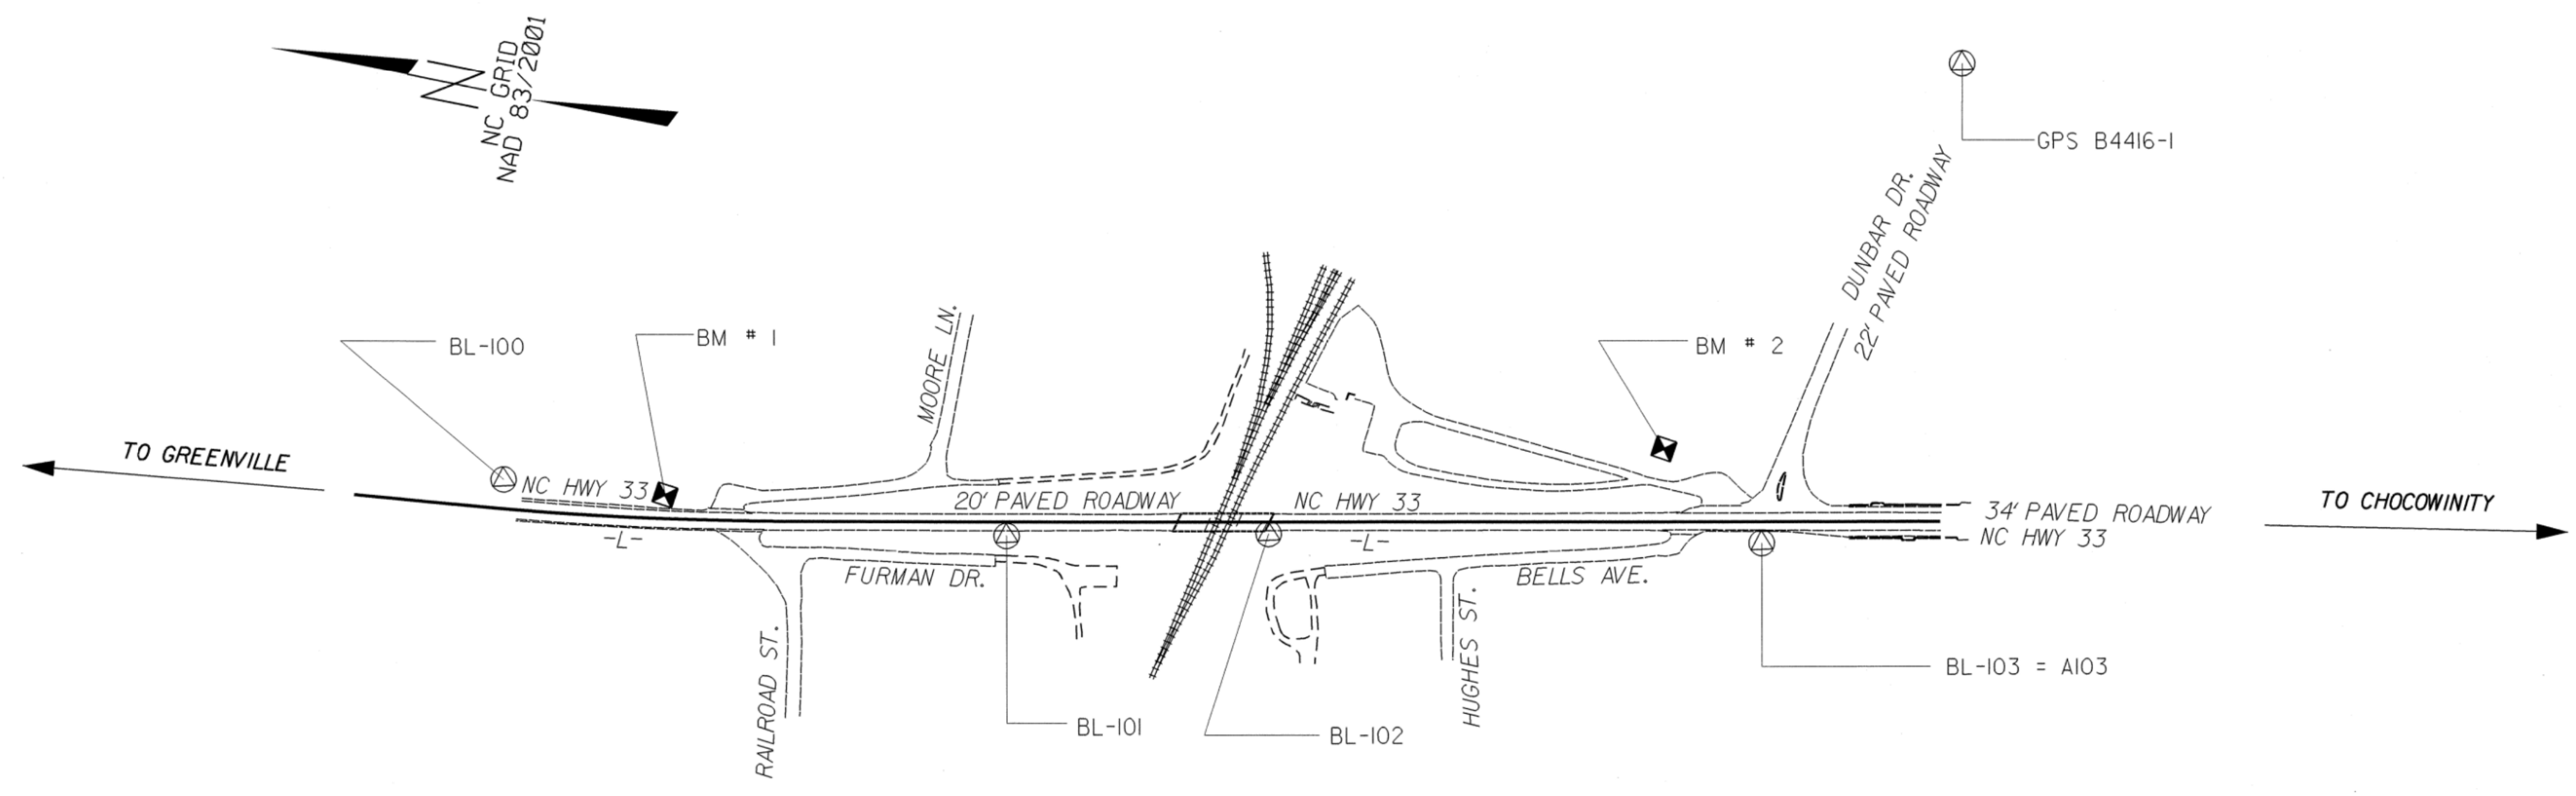 NC GRID
NAD 83/2001
N
GPS B4416-1
DUNBAR DR.
22' PAVED ROADWAY
BL-100
BM # 1
MOORE LN.
BM # 2
TO GREENVILLE
NC HWY 33
20' PAVED ROADWAY
NC HWY 33
34' PAVED ROADWAY
NC HWY 33
TO CHOCOWINITY
-L-
-L-
FURMAN DR.
BELLS AVE.
RAILROAD ST.
HUGHES ST.
BL-103 = A103
BL-101
BL-102